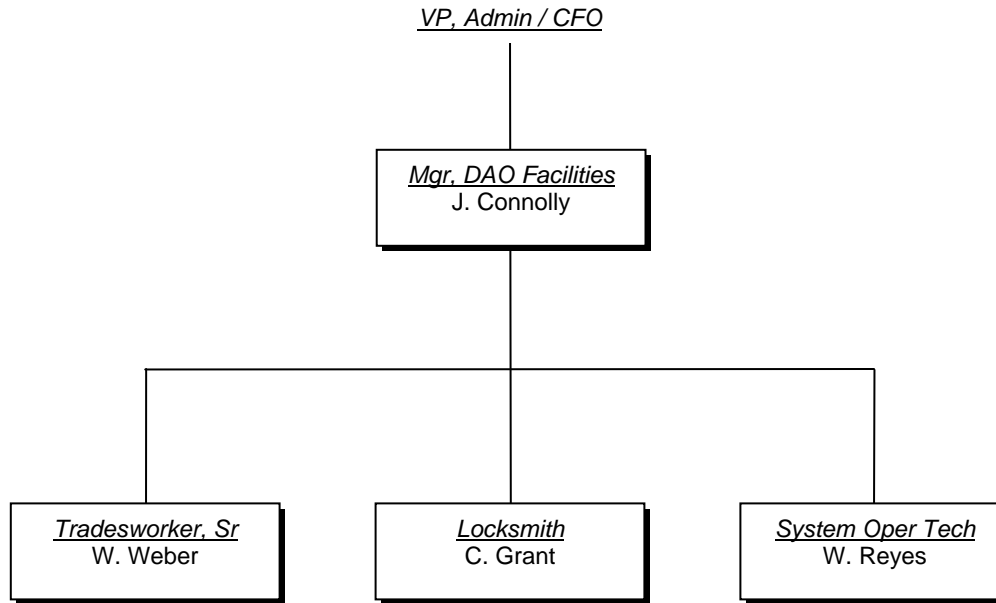 VP, Admin / CFO
Mgr, DAO Facilities
J. Connolly
Tradesworker, Sr
W. Weber
Locksmith
C. Grant
System Oper Tech
W. Reyes